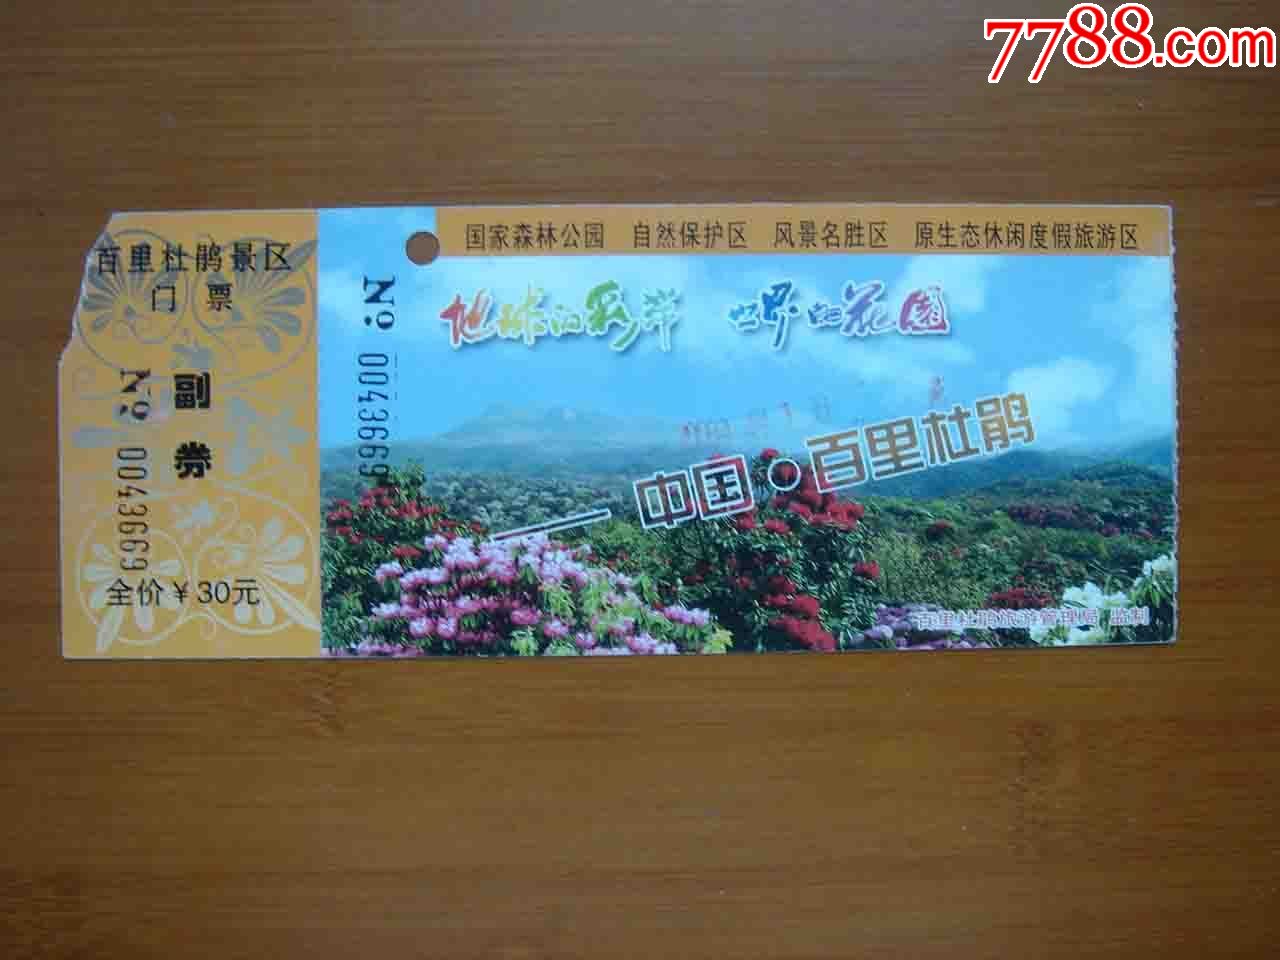 7788.com
百里杜鹃景区
门票
副券
No 0043669
全价￥30元
No 0043669
国家森林公园 自然保护区 风景名胜区 原生态休闲度假旅游区
地球的彩带 世界的花园
中国·百里杜鹃
百里杜鹃旅游管理局 监制